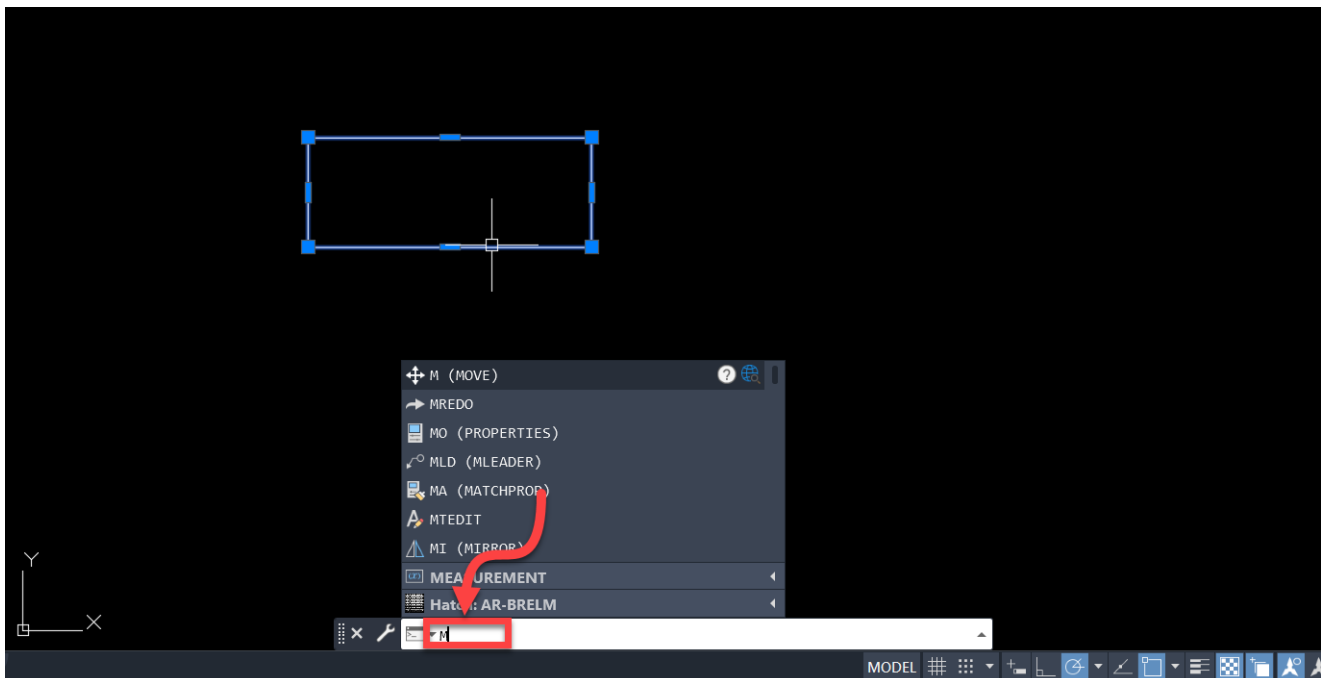 M (MOVE)
MREDO
MO (PROPERTIES)
MLD (MLEADER)
MA (MATCHPROP)
MTEDIT
MI (MIRROR)
MEASUREMENT
Hatch: AR-BRELM
Y
X
M
MODEL